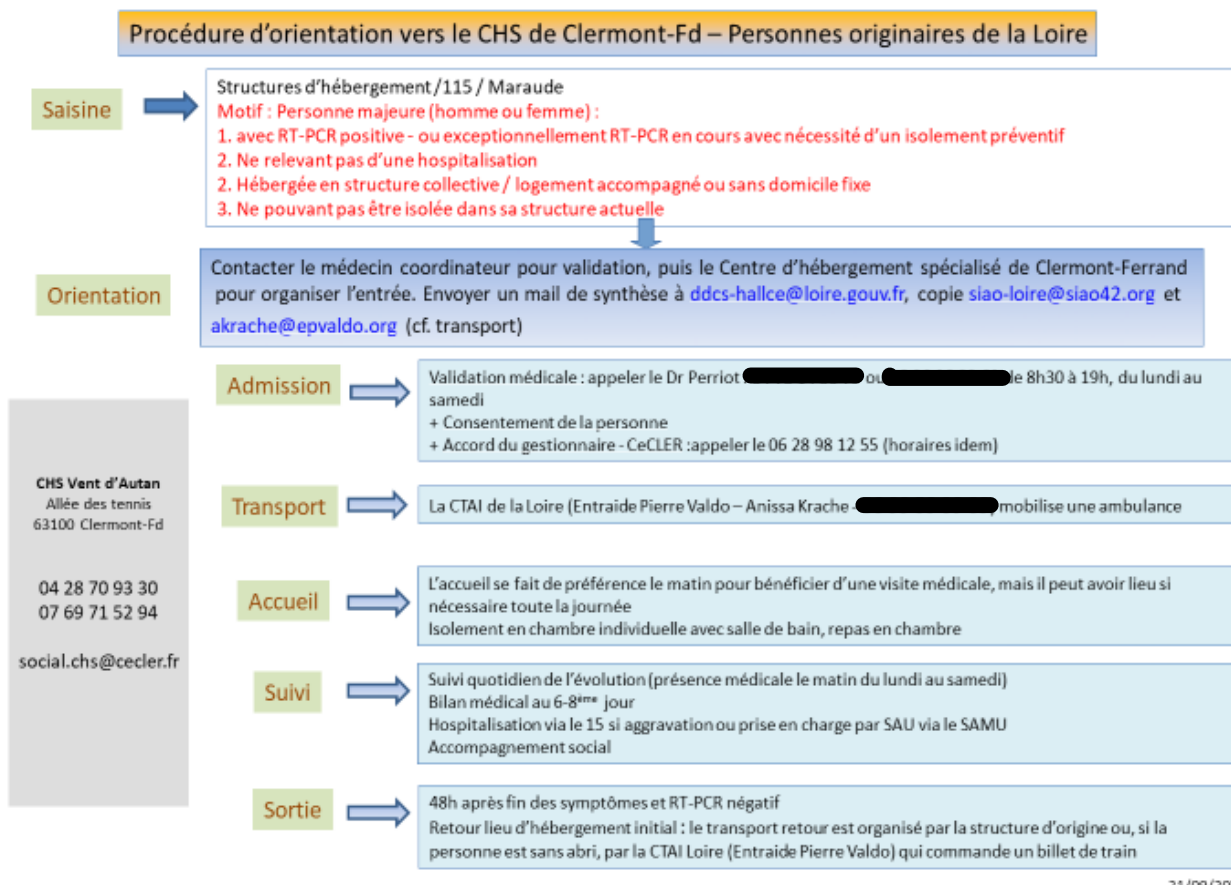 Procédure d'orientation vers le CHS de Clermont-Fd – Personnes originaires de la Loire
Saisine
Structures d'hébergement /115 / Maraude
Motif : Personne majeure (homme ou femme) :
1. avec RT-PCR positive - ou exceptionnellement RT-PCR en cours avec nécessité d'un isolement préventif
2. Ne relevant pas d'une hospitalisation
2. Hébergée en structure collective / logement accompagné ou sans domicile fixe
3. Ne pouvant pas être isolée dans sa structure actuelle
Orientation
Contacter le médecin coordinateur pour validation, puis le Centre d'hébergement spécialisé de Clermont-Ferrand
pour organiser l'entrée. Envoyer un mail de synthèse à ddcs-hallce@loire.gouv.fr, copie siao-loire@siao42.org et
akrache@epvaldo.org (cf. transport)
Admission
Validation médicale : appeler le Dr Perriot ou de 8h30 à 19h, du lundi au
samedi
+ Consentement de la personne
+ Accord du gestionnaire - CeCLER :appeler le 06 28 98 12 55 (horaires idem)
CHS Vent d'Autan
Allée des tennis
63100 Clermont-Fd
04 28 70 93 30
07 69 71 52 94
social.chs@cecler.fr
Transport
La CTAI de la Loire (Entraide Pierre Valdo – Anissa Krache - mobilise une ambulance
Accueil
L'accueil se fait de préférence le matin pour bénéficier d'une visite médicale, mais il peut avoir lieu si
nécessaire toute la journée
Isolement en chambre individuelle avec salle de bain, repas en chambre
Suivi
Suivi quotidien de l'évolution (présence médicale le matin du lundi au samedi)
Bilan médical au 6-8ème jour
Hospitalisation via le 15 si aggravation ou prise en charge par SAU via le SAMU
Accompagnement social
Sortie
48h après fin des symptômes et RT-PCR négatif
Retour lieu d'hébergement initial : le transport retour est organisé par la structure d'origine ou, si la
personne est sans abri, par la CTAI Loire (Entraide Pierre Valdo) qui commande un billet de train